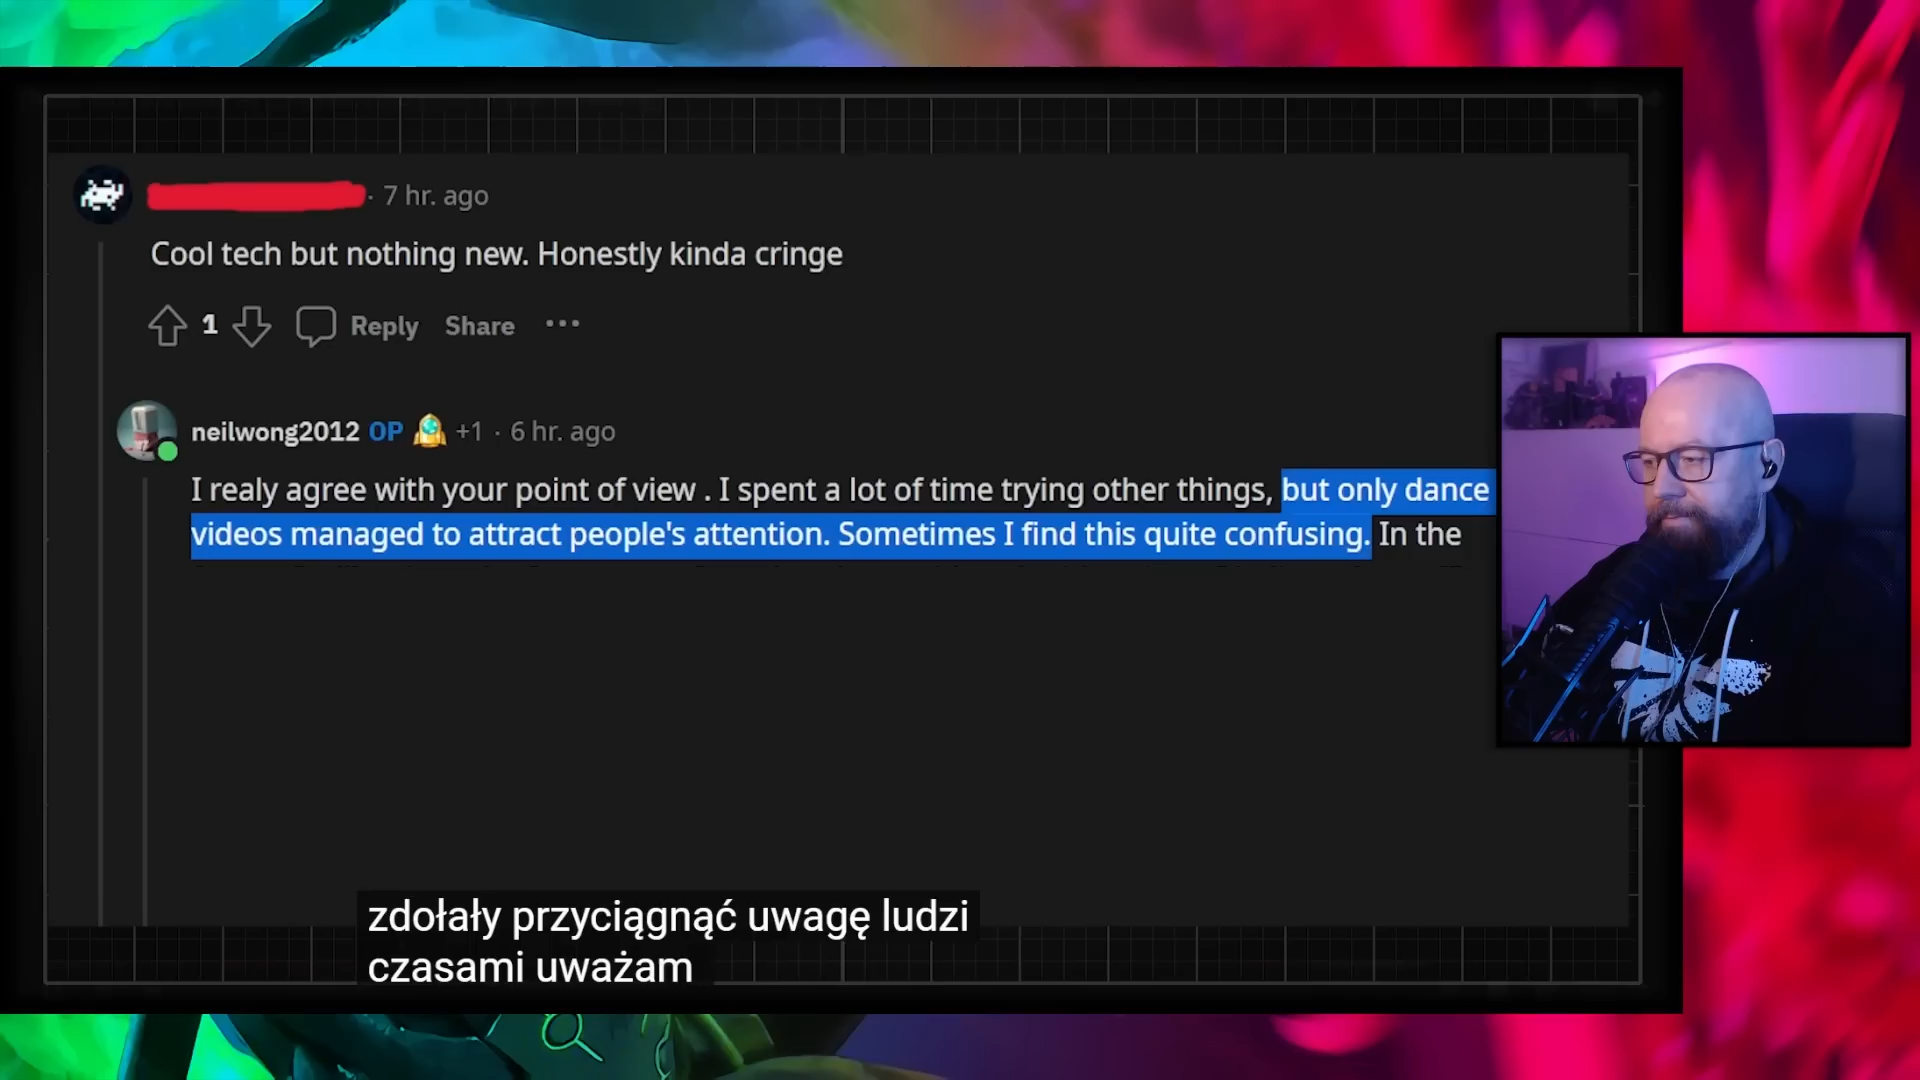 · 7 hr. ago
Cool tech but nothing new. Honestly kinda cringe
1 Reply Share ···
neilwong2012 OP +1 · 6 hr. ago
I realy agree with your point of view . I spent a lot of time trying other things, but only dance
videos managed to attract people's attention. Sometimes I find this quite confusing. In the
zdołały przyciągnąć uwagę ludzi
czasami uważam